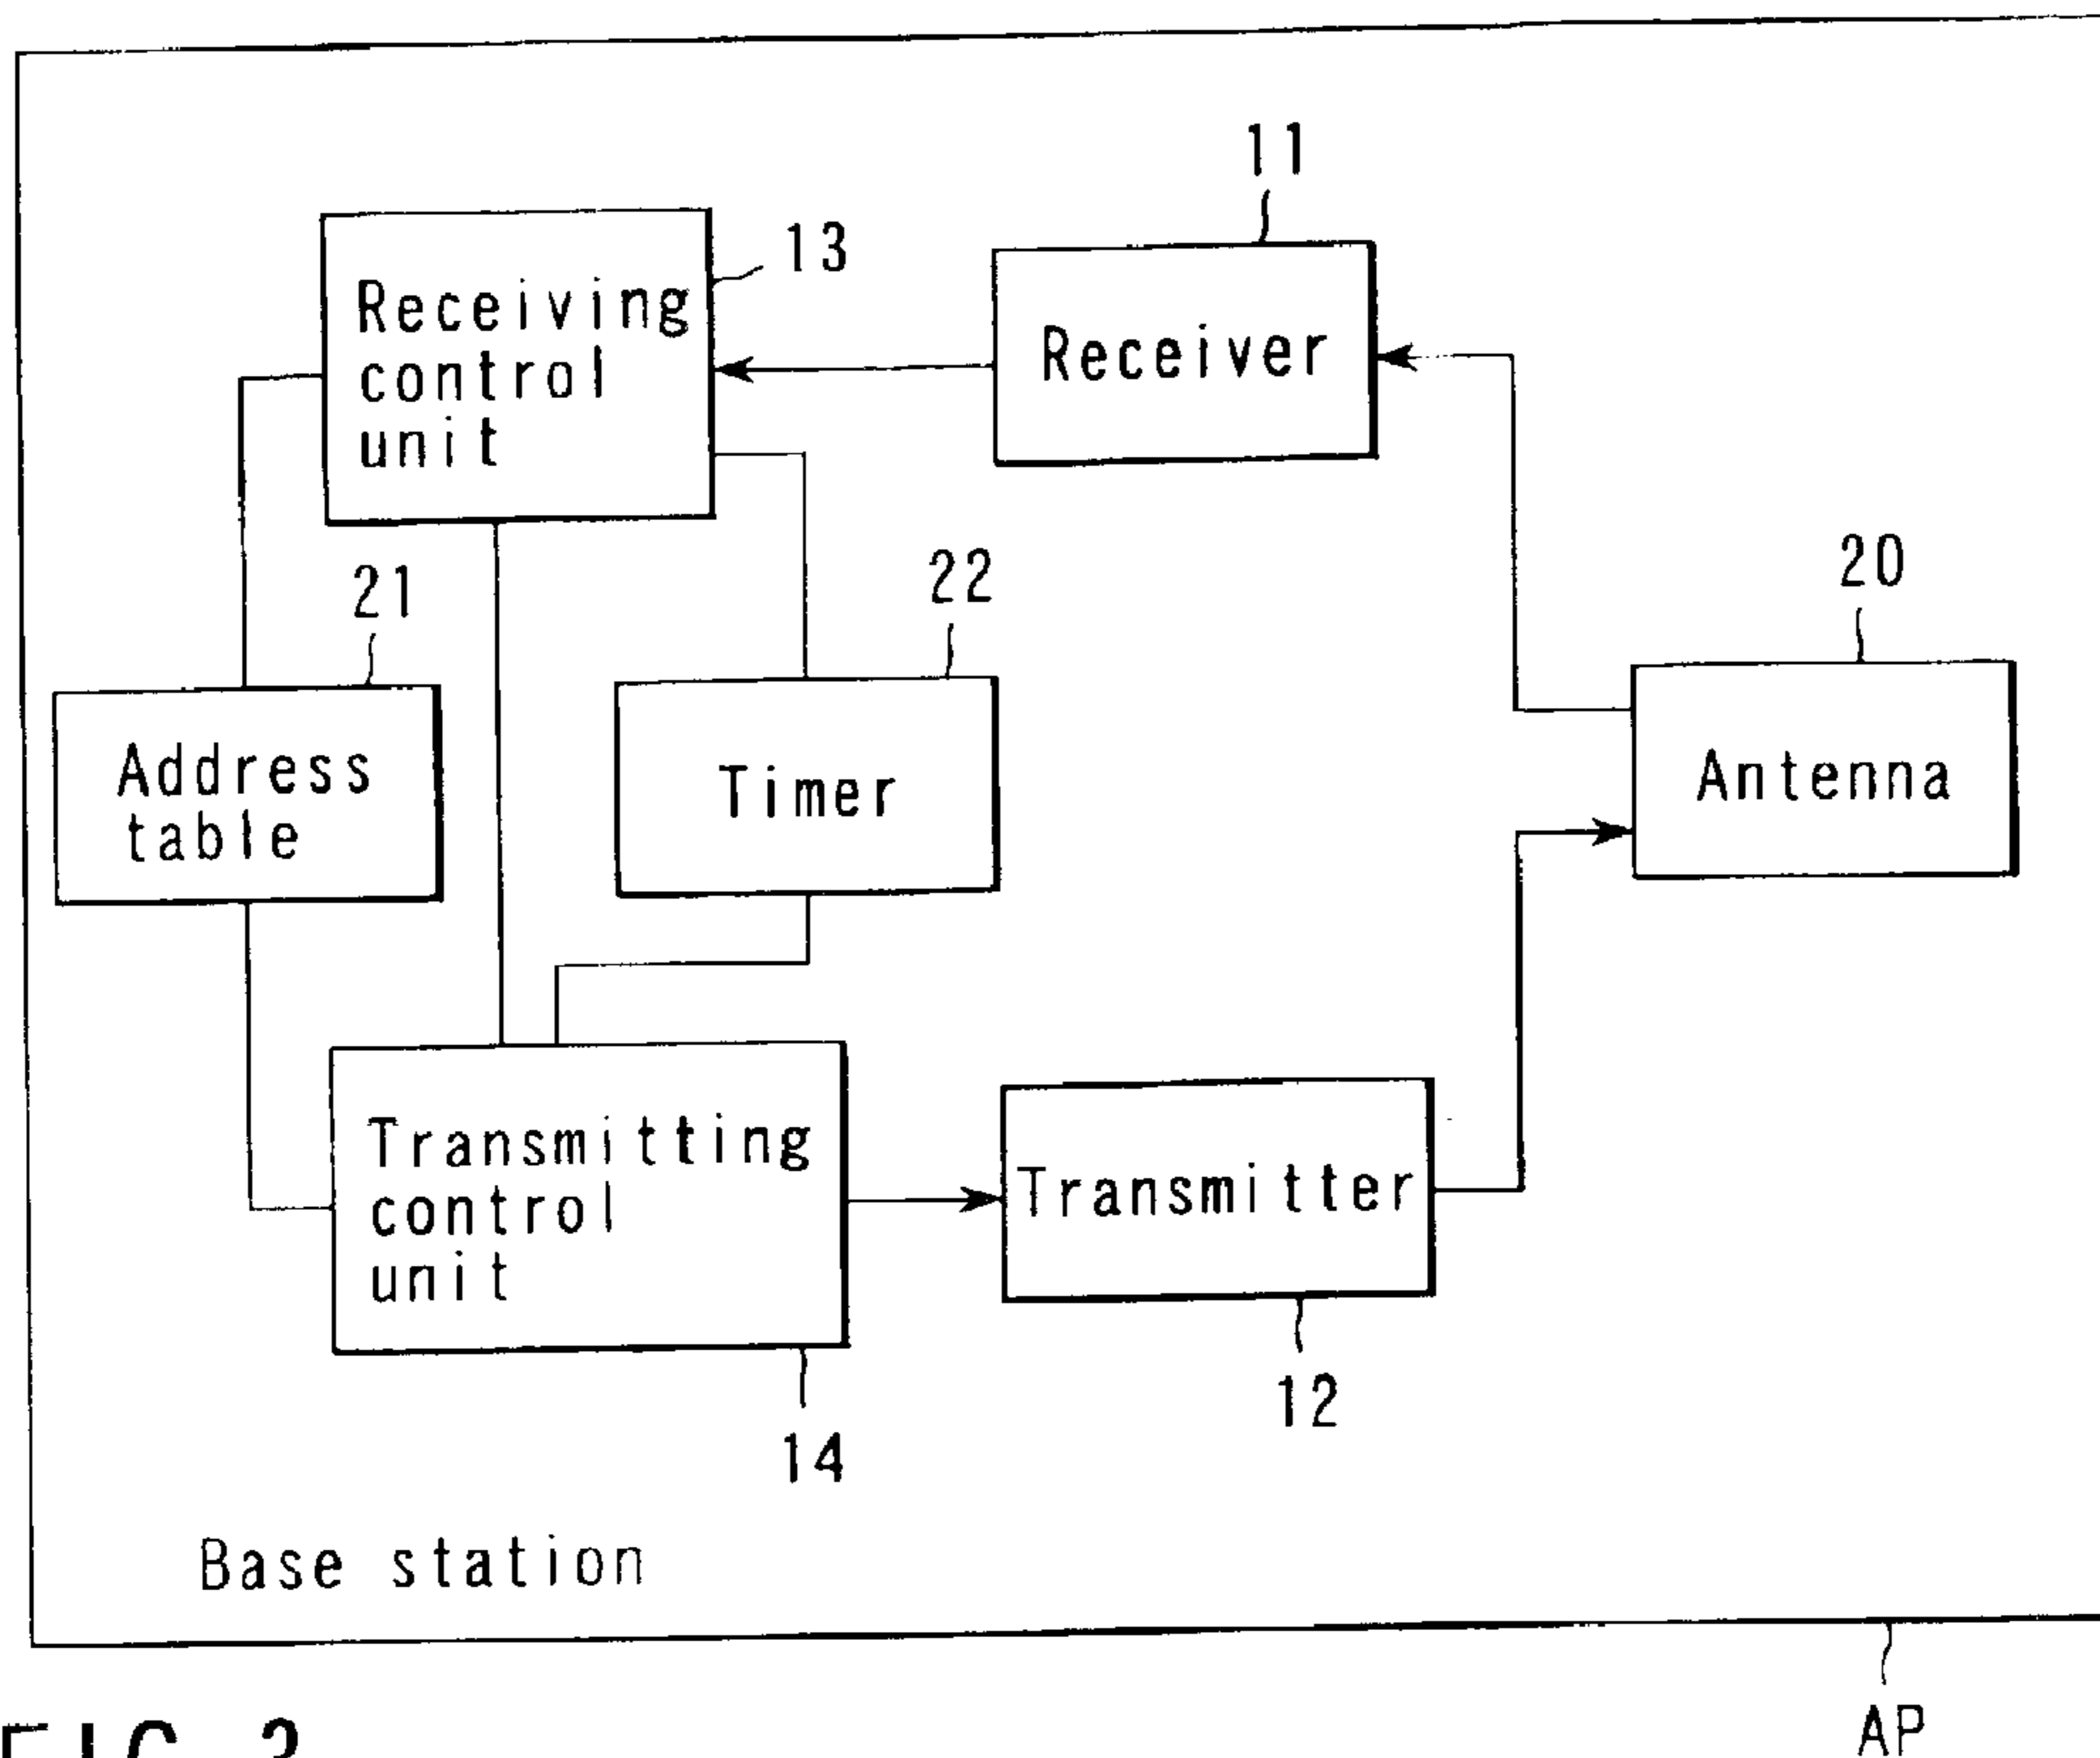 11
13
Receiving
control
unit
Receiver
21
22
20
Address
table
Timer
Antenna
Transmitting
control
unit
Transmitter
12
14
Base station
AP